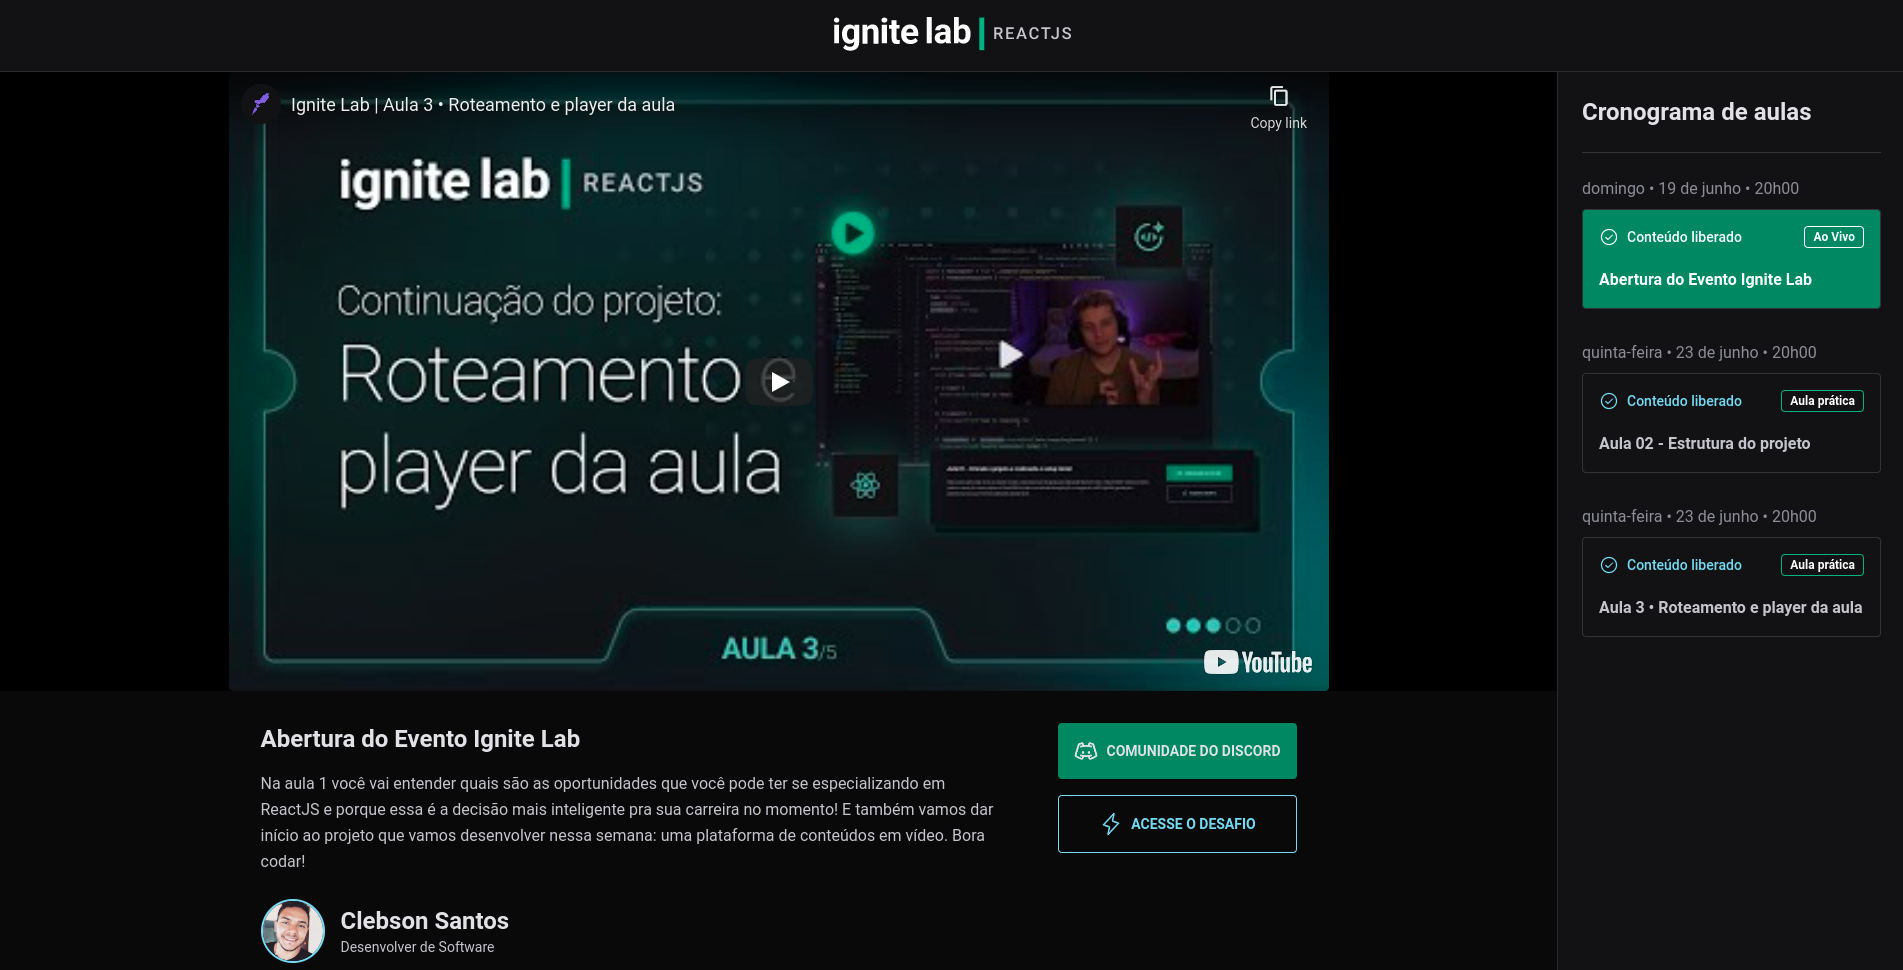 ignite lab | REACTJS
Ignite Lab | Aula 3 • Roteamento e player da aula
Copy link
ignite lab | REACTJS
Continuação do projeto:
Roteamento e
player da aula
AULA 3/5
YouTube
Abertura do Evento Ignite Lab
Na aula 1 você vai entender quais são as oportunidades que você pode ter se especializando em
ReactJS e porque essa é a decisão mais inteligente pra sua carreira no momento! E também vamos dar
início ao projeto que vamos desenvolver nessa semana: uma plataforma de conteúdos em vídeo. Bora
codar!
Clebson Santos
Desenvolver de Software
COMUNIDADE DO DISCORD
ACESSE O DESAFIO
Cronograma de aulas
domingo • 19 de junho • 20h00
Conteúdo liberado
Ao Vivo
Abertura do Evento Ignite Lab
quinta-feira • 23 de junho • 20h00
Conteúdo liberado
Aula prática
Aula 02 - Estrutura do projeto
quinta-feira • 23 de junho • 20h00
Conteúdo liberado
Aula prática
Aula 3 • Roteamento e player da aula